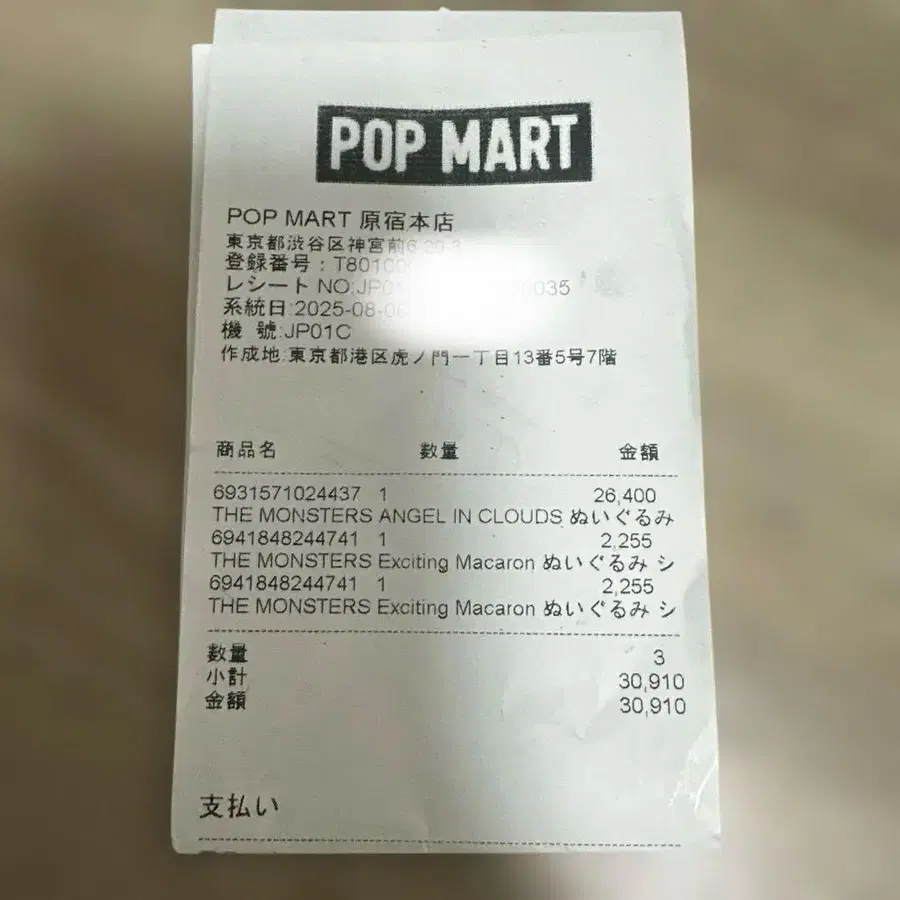 POP MART
POP MART 原宿本店
東京都渋谷区神宮前6
登録番号：T8010
レシート NO:JP01 035
系統日:2025-08-06
機 號:JP01C
作成地:東京都港区虎ノ門一丁目13番5号7階
商品名 数量 金額
6931571024437 1 26,400
THE MONSTERS ANGEL IN CLOUDS ぬいぐるみ
6941848244741 1 2,255
THE MONSTERS Exciting Macaron ぬいぐるみ シ
6941848244741 1 2,255
THE MONSTERS Exciting Macaron ぬいぐるみ シ
数量 3
小計 30,910
金額 30,910
支払い